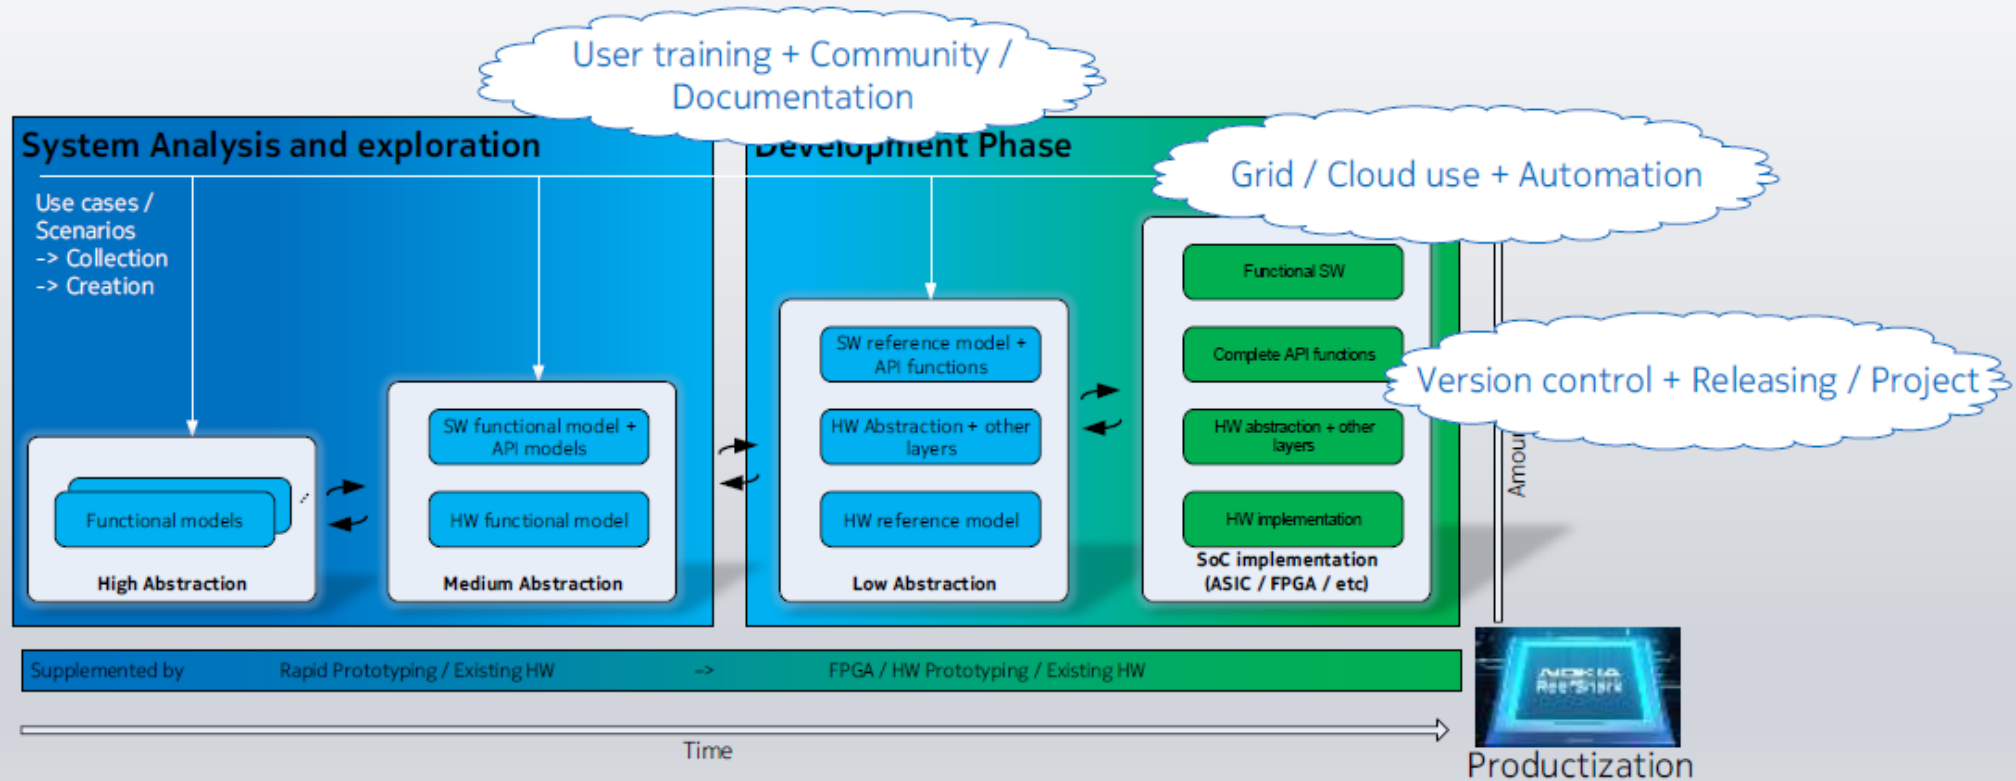 User training + Community /
Documentation
System Analysis and exploration
Development Phase
Grid / Cloud use + Automation
Use cases /
Scenarios
-> Collection
-> Creation
Functional SW
SW reference model +
API functions
Complete API functions
Version control + Releasing / Project
SW functional model +
API models
HW Abstraction + other
layers
HW abstraction + other
layers
Functional models
HW functional model
HW reference model
HW implementation
High Abstraction
Medium Abstraction
Low Abstraction
SoC implementation
(ASIC / FPGA / etc)
Supplemented by
Rapid Prototyping / Existing HW
->
FPGA / HW Prototyping / Existing HW
NOKIA
ReefShark
Time
Productization